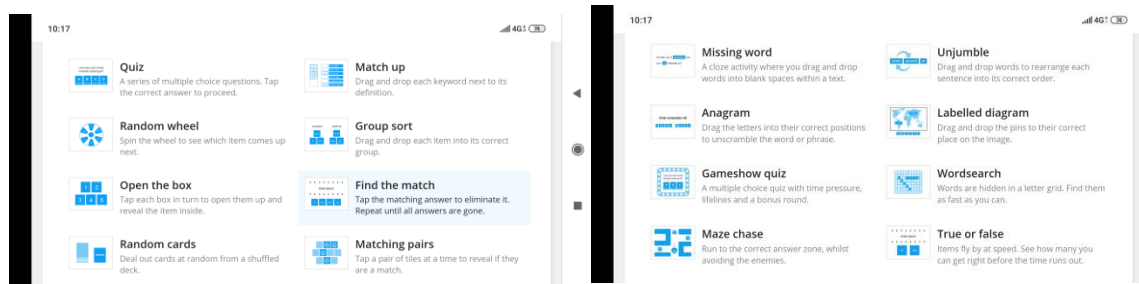 10:17
4G 76
Quiz
A series of multiple choice questions. Tap
the correct answer to proceed.
Match up
Drag and drop each keyword next to its
definition.
Random wheel
Spin the wheel to see which item comes up
next.
Group sort
Drag and drop each item into its correct
group.
Open the box
Tap each box in turn to open them up and
reveal the item inside.
Find the match
Tap the matching answer to eliminate it.
Repeat until all answers are gone.
Random cards
Deal out cards at random from a shuffled
deck.
Matching pairs
Tap a pair of tiles at a time to reveal if they
are a match.
10:17
4G
Missing word
A cloze activity where you drag and drop
words into blank spaces within a text.
Unjumble
Drag and drop words to rearrange each
sentence into its correct order.
Anagram
Drag the letters into their correct positions
to unscramble the word or phrase.
Labelled diagram
Drag and drop the pins to their correct
place on the image.
Gameshow quiz
A multiple choice quiz with time pressure,
lifelines and a bonus round.
Wordsearch
Words are hidden in a letter grid. Find them
as fast as you can.
Maze chase
Run to the correct answer zone, whilst
avoiding the enemies.
True or false
Items fly by at speed. See how many you
can get right before the time runs out.